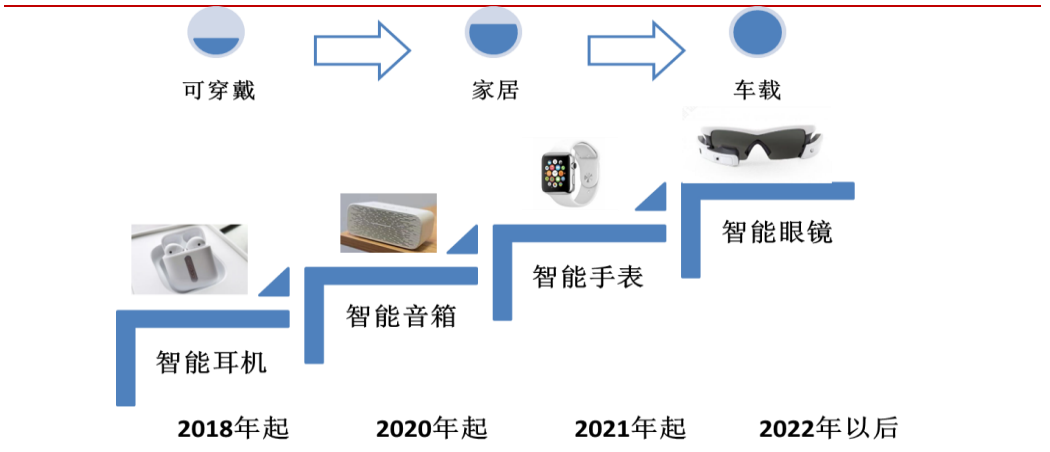 可穿戴
家居
车载
智能眼镜
智能手表
智能音箱
智能耳机
2018年起
2020年起
2021年起
2022年以后